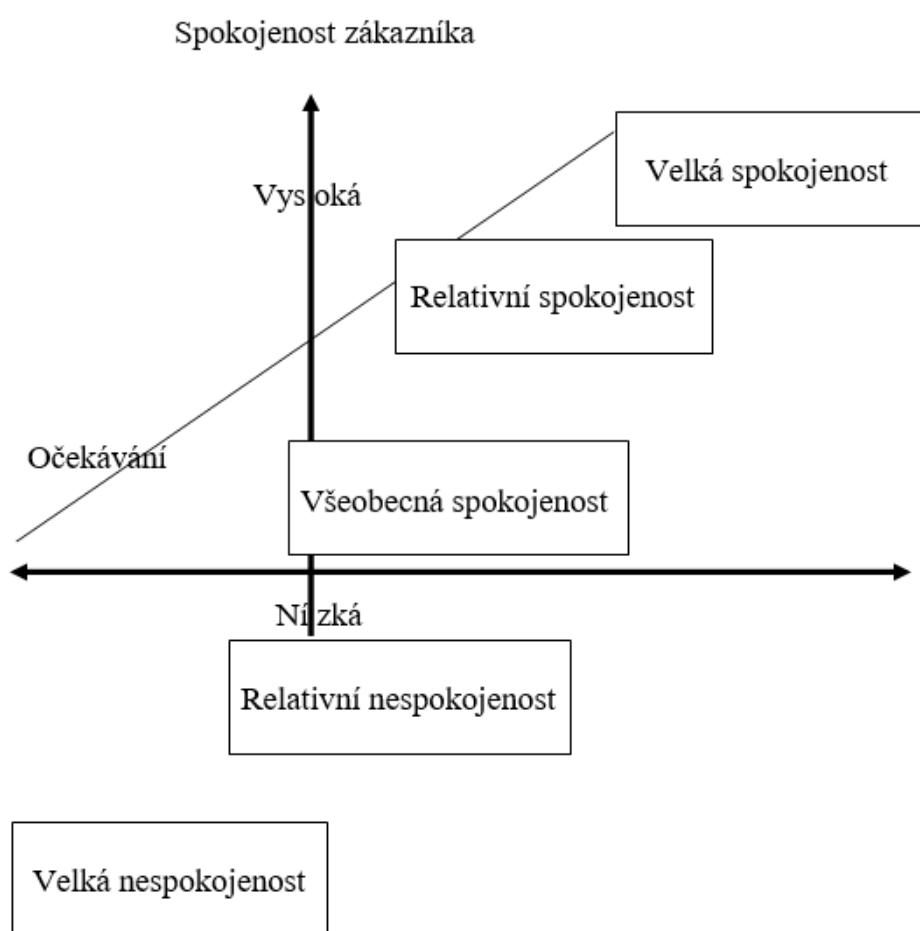 Spokojenost zákazníka
Velká spokojenost
Vysoká
Relativní spokojenost
Očekávání
Všeobecná spokojenost
Nízká
Relativní nespokojenost
Velká nespokojenost